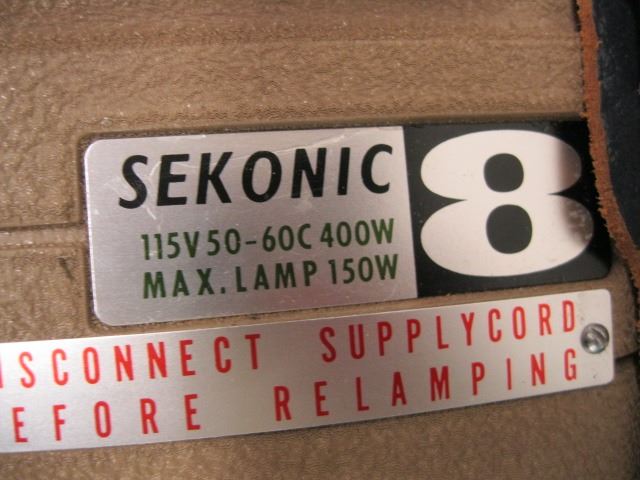 SEKONIC 8
115V 50-60C 400W
MAX. LAMP 150W
ISCONNECT SUPPLYCORD
EFORE RELAMPING